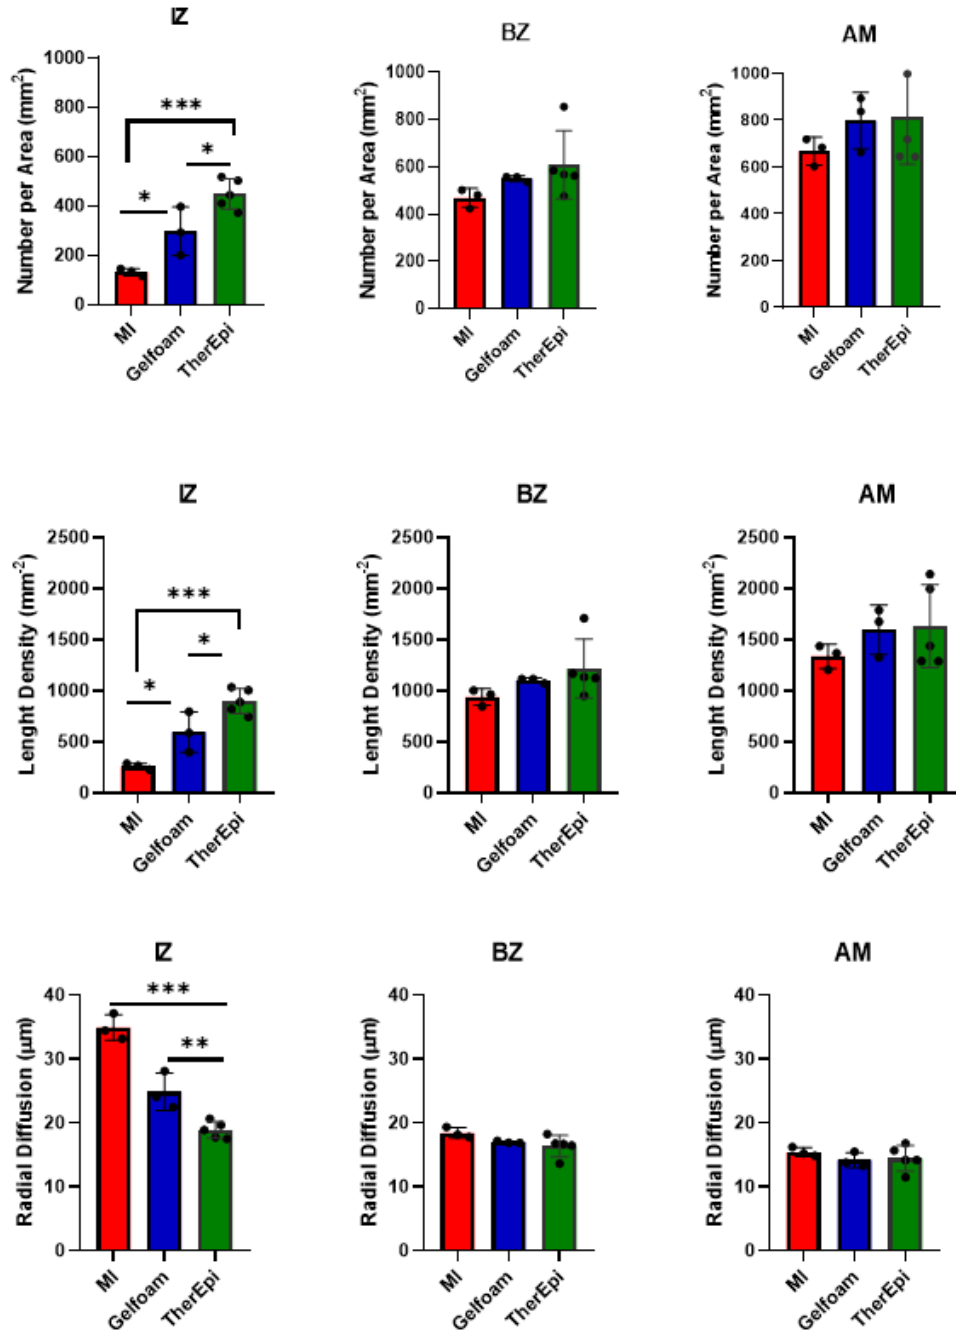 IZ
BZ
AM
Number per Area (mm²)
1000
800
600
400
200
0
***
*
*
MI
Gelfoam
TherEpi
Number per Area (mm²)
1000
800
600
400
200
0
MI
Gelfoam
TherEpi
Number per Area (mm²)
1000
800
600
400
200
0
MI
Gelfoam
TherEpi
IZ
BZ
AM
Lenght Density (mm⁻²)
2500
2000
1500
1000
500
0
***
*
*
MI
Gelfoam
TherEpi
Lenght Density (mm⁻²)
2500
2000
1500
1000
500
0
MI
Gelfoam
TherEpi
Lenght Density (mm⁻²)
2500
2000
1500
1000
500
0
MI
Gelfoam
TherEpi
IZ
BZ
AM
Radial Diffusion (µm)
40
30
20
10
0
***
**
MI
Gelfoam
TherEpi
Radial Diffusion (µm)
40
30
20
10
0
MI
Gelfoam
TherEpi
Radial Diffusion (µm)
40
30
20
10
0
MI
Gelfoam
TherEpi